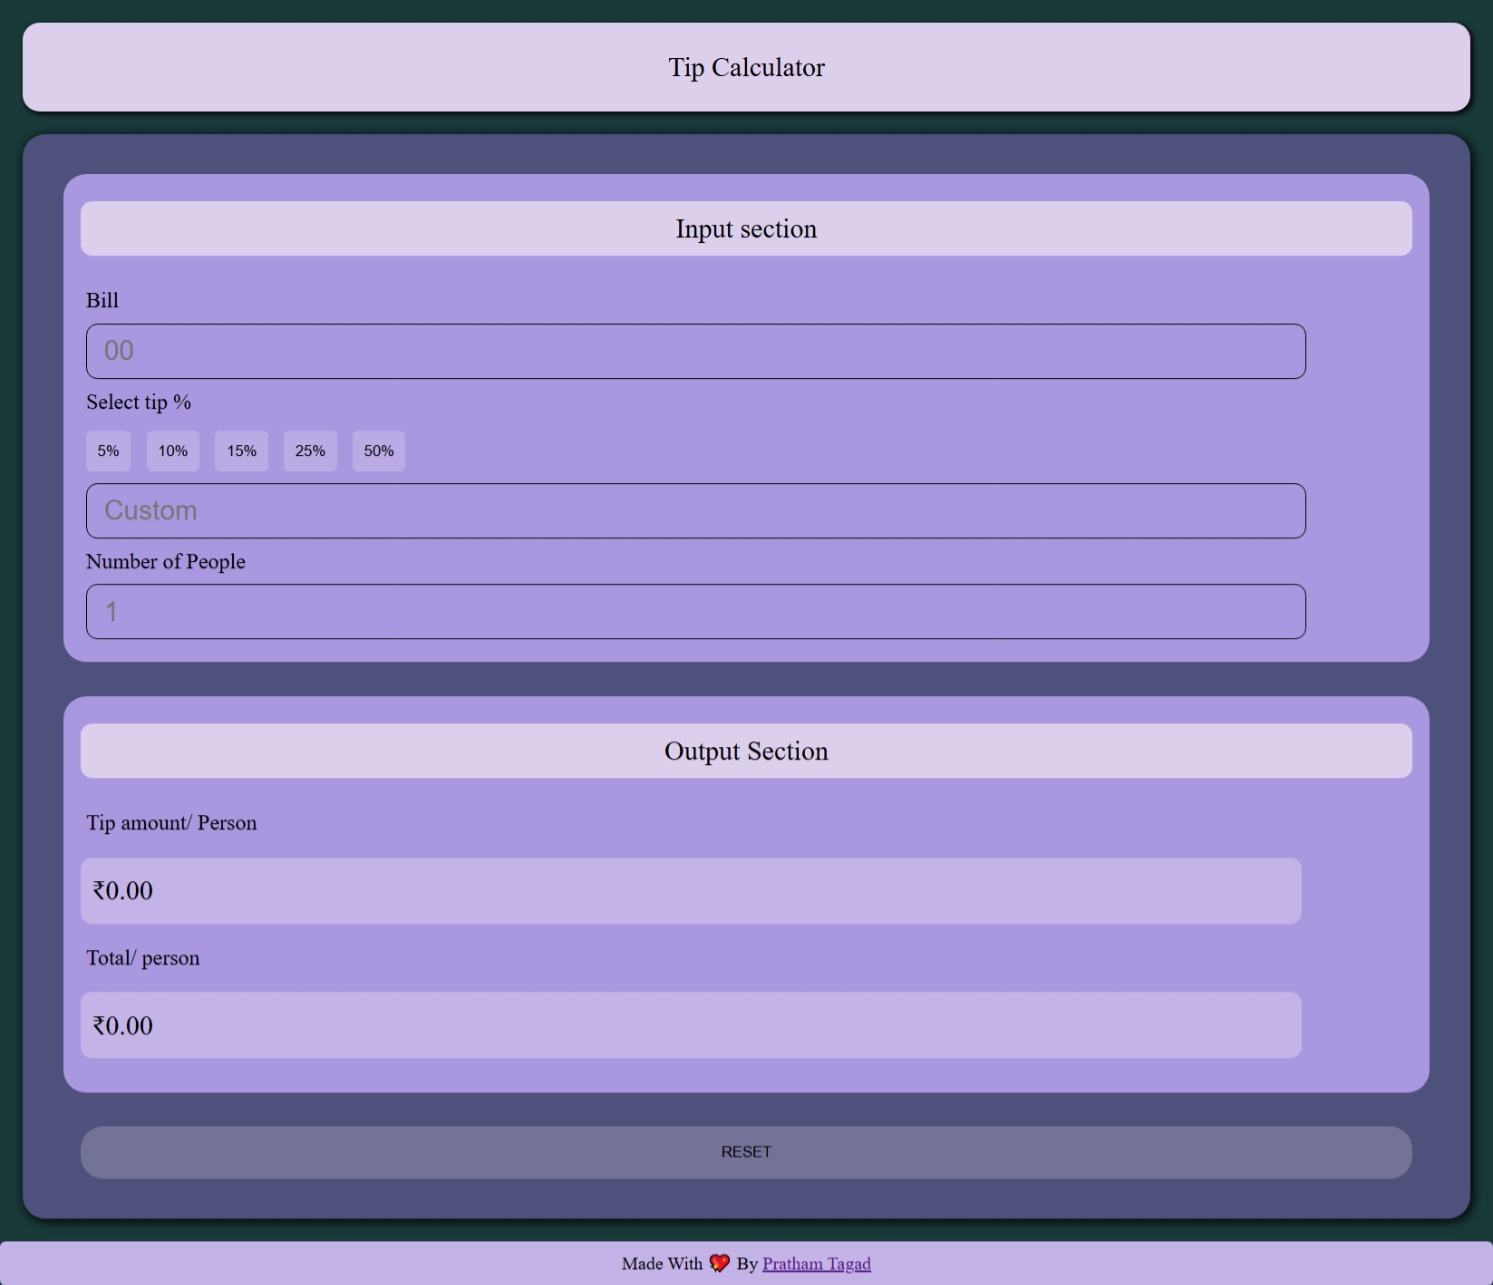 Tip Calculator
Input section
Bill
00
Select tip %
5% 10% 15% 25% 50%
Custom
Number of People
1
Output Section
Tip amount/ Person
₹0.00
Total/ person
₹0.00
RESET
Made With 💖 By Pratham Tagad